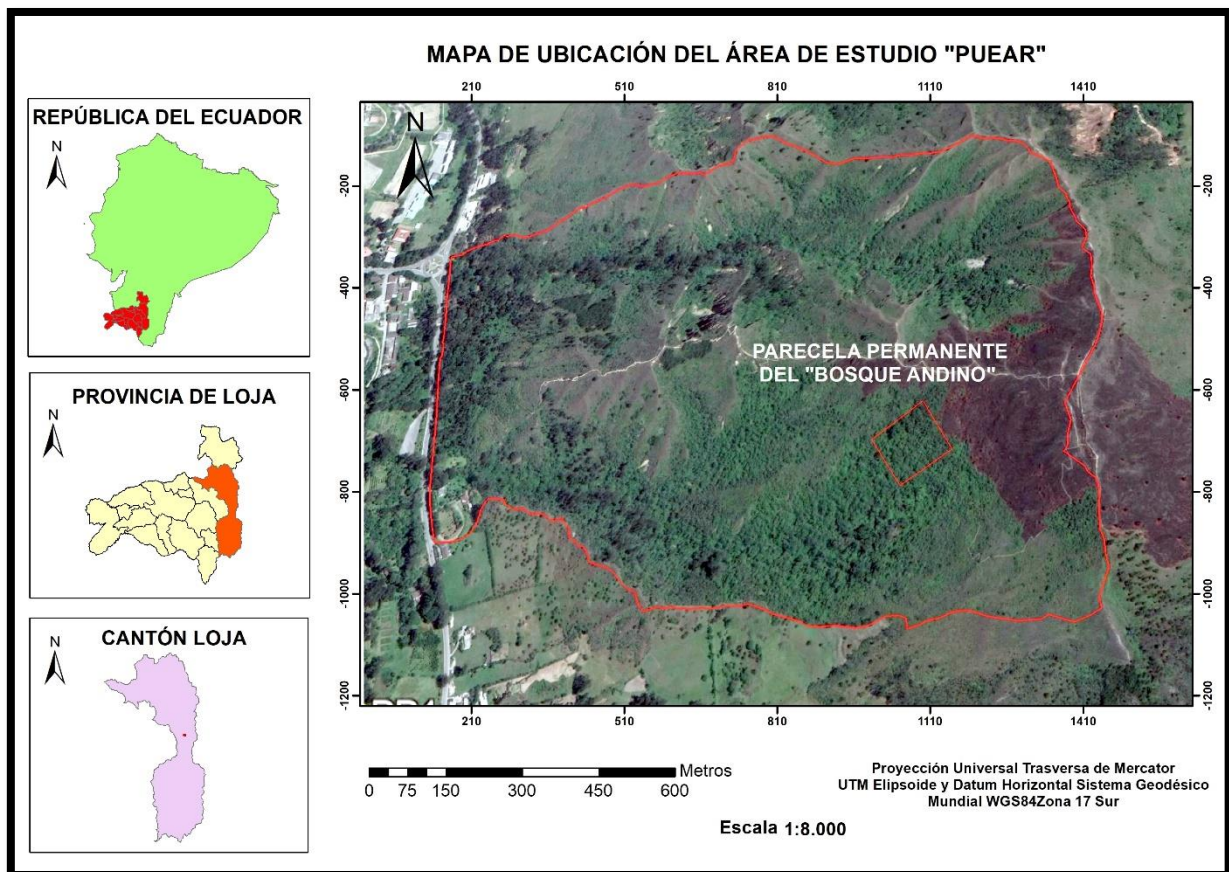 MAPA DE UBICACIÓN DEL ÁREA DE ESTUDIO "PUEAR"
REPÚBLICA DEL ECUADOR
N
PROVINCIA DE LOJA
N
CANTÓN LOJA
N
210 510 810 1110 1410
N
-200 -200
-400 -400
PARECELA PERMANENTE
DEL "BOSQUE ANDINO"
-600 -600
-800 -800
-1000 -1000
-1200 -1200
210 510 810 1110 1410
Metros
0 75 150 300 450 600
Escala 1:8.000
Proyección Universal Trasversa de Mercator
UTM Elipsoide y Datum Horizontal Sistema Geodésico
Mundial WGS84Zona 17 Sur